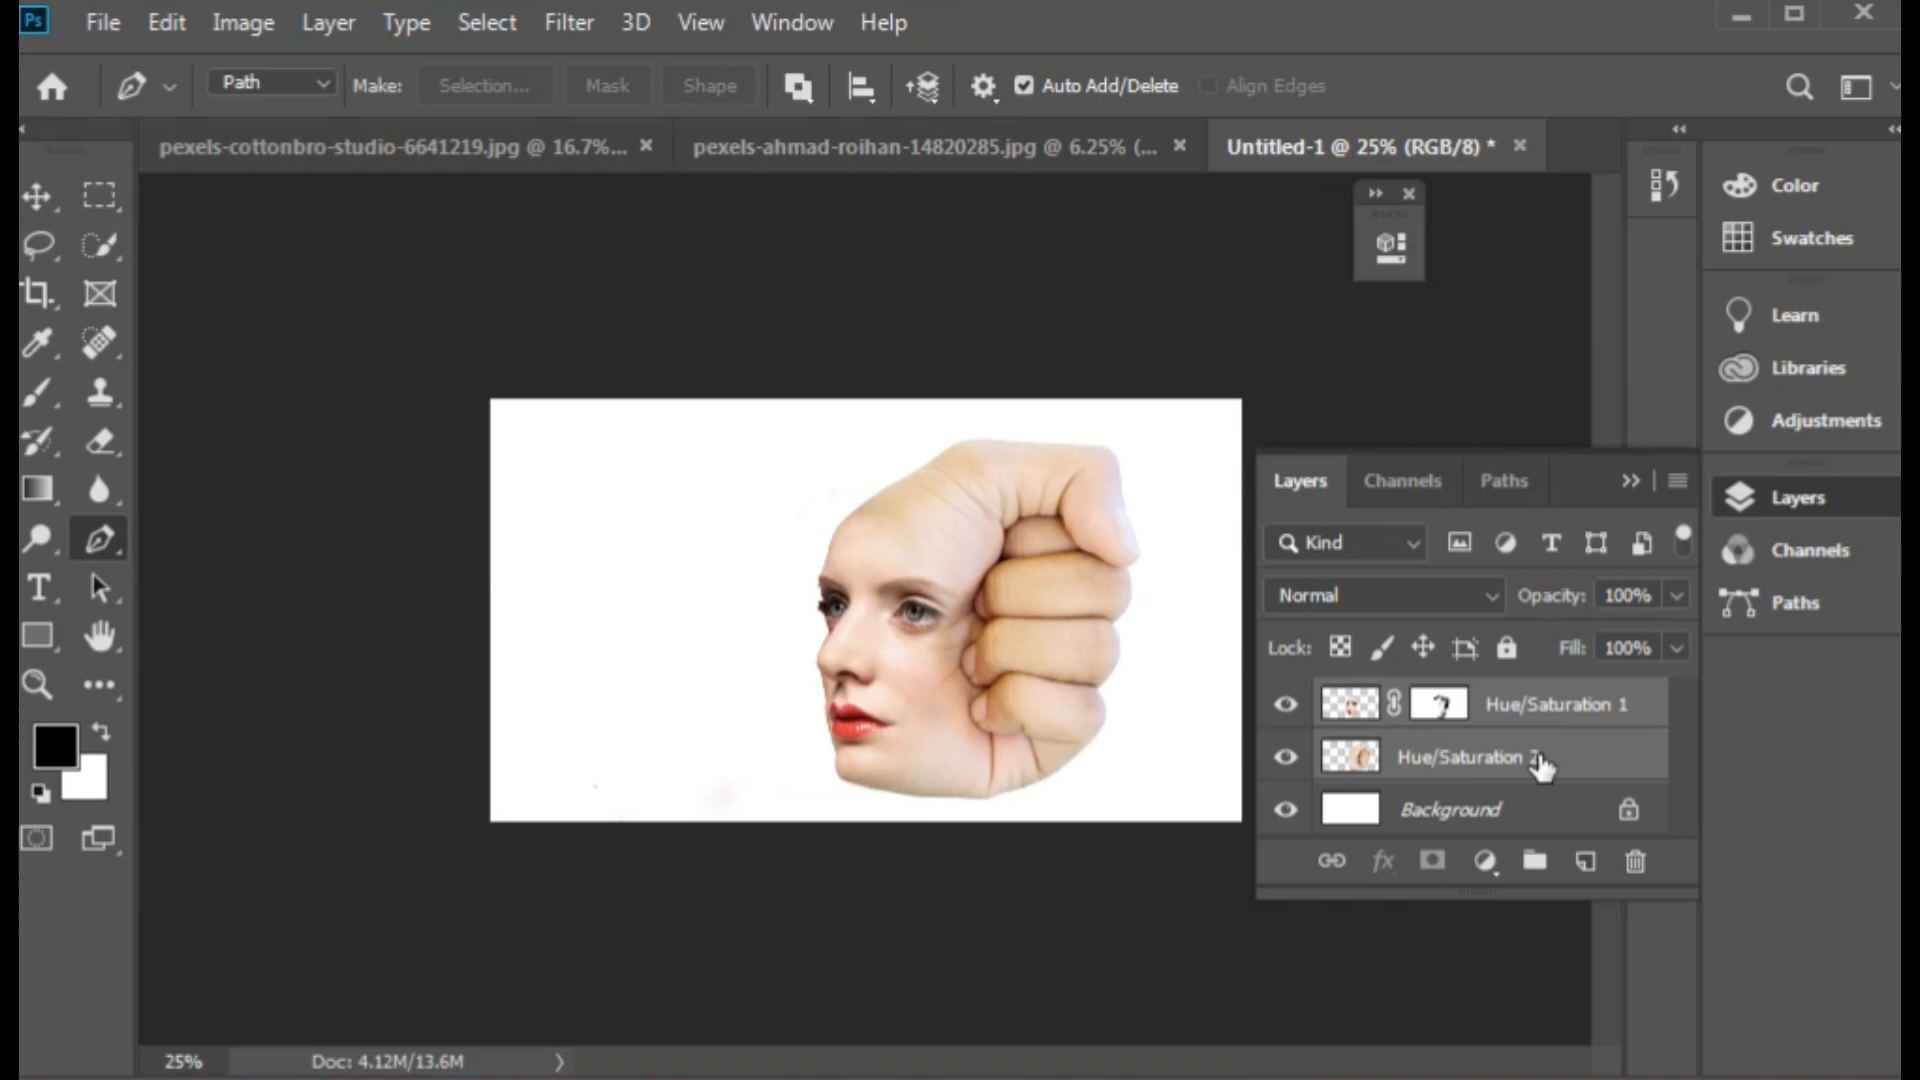 Ps File Edit Image Layer Type Select Filter 3D View Window Help
Path Make: Selection... Mask Shape Auto Add/Delete Align Edges
pexels-cottonbro-studio-6641219.jpg @ 16.7%... × pexels-ahmad-roihan-14820285.jpg @ 6.25% (... × Untitled-1 @ 25% (RGB/8) * ×
Color
Swatches
Learn
Libraries
Adjustments
Layers
Channels
Paths
Layers Channels Paths
Kind
Normal Opacity: 100%
Lock: Fill: 100%
Hue/Saturation 1
Hue/Saturation
Background
fx
25% Doc: 4.12M/13.6M